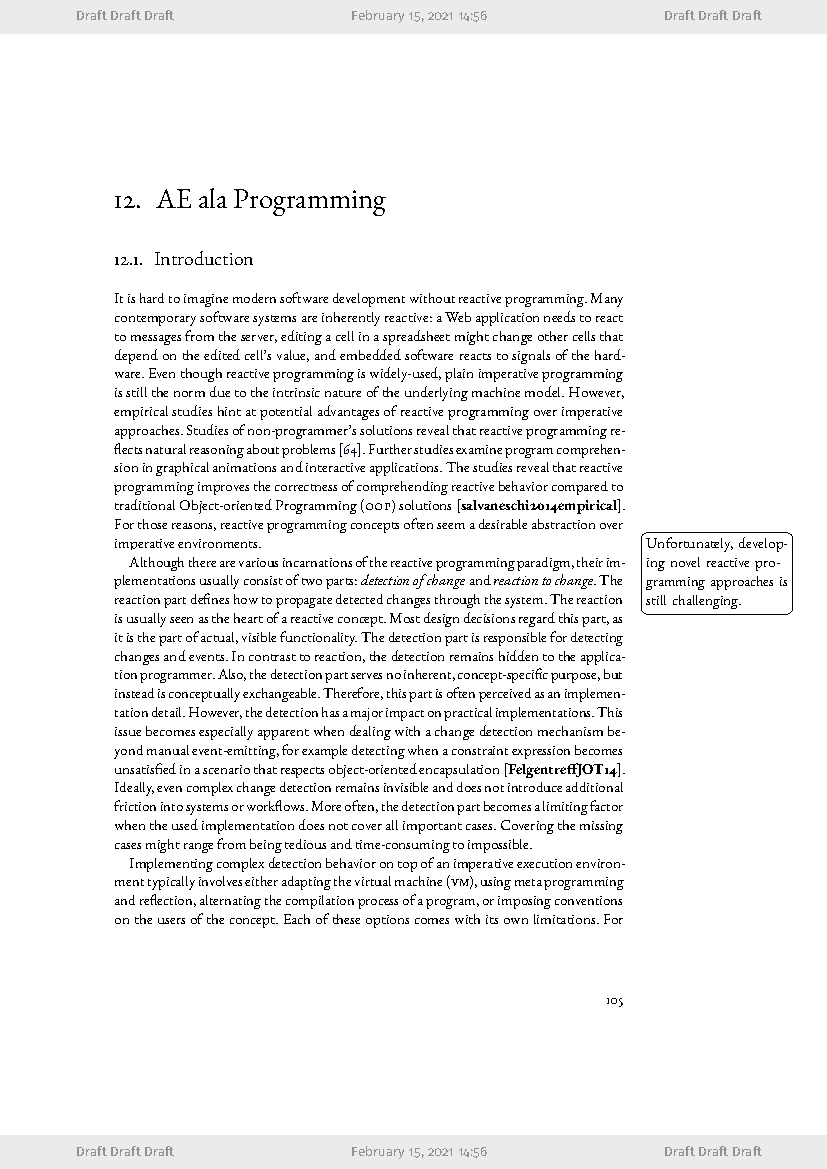 Draft Draft Draft February 15, 2021 14:56 Draft Draft Draft
12. AE ala Programming
12.1. Introduction
It is hard to imagine modern software development without reactive programming. Many
contemporary software systems are inherently reactive: a Web application needs to react
to messages from the server, editing a cell in a spreadsheet might change other cells that
depend on the edited cell's value, and embedded software reacts to signals of the hard-
ware. Even though reactive programming is widely-used, plain imperative programming
is still the norm due to the intrinsic nature of the underlying machine model. However,
empirical studies hint at potential advantages of reactive programming over imperative
approaches. Studies of non-programmer's solutions reveal that reactive programming re-
flects natural reasoning about problems [64]. Further studies examine program comprehen-
sion in graphical animations and interactive applications. The studies reveal that reactive
programming improves the correctness of comprehending reactive behavior compared to
traditional Object-oriented Programming (OOP) solutions [salvaneschi2014empirical].
For those reasons, reactive programming concepts often seem a desirable abstraction over
imperative environments.
Although there are various incarnations of the reactive programming paradigm, their im-
plementations usually consist of two parts: detection of change and reaction to change. The
reaction part defines how to propagate detected changes through the system. The reaction
is usually seen as the heart of a reactive concept. Most design decisions regard this part, as
it is the part of actual, visible functionality. The detection part is responsible for detecting
changes and events. In contrast to reaction, the detection remains hidden to the applica-
tion programmer. Also, the detection part serves no inherent, concept-specific purpose, but
instead is conceptually exchangeable. Therefore, this part is often perceived as an implemen-
tation detail. However, the detection has a major impact on practical implementations. This
issue becomes especially apparent when dealing with a change detection mechanism be-
yond manual event-emitting, for example detecting when a constraint expression becomes
unsatisfied in a scenario that respects object-oriented encapsulation [FelgentreffJOT14].
Ideally, even complex change detection remains invisible and does not introduce additional
friction into systems or workflows. More often, the detection part becomes a limiting factor
when the used implementation does not cover all important cases. Covering the missing
cases might range from being tedious and time-consuming to impossible.
Implementing complex detection behavior on top of an imperative execution environ-
ment typically involves either adapting the virtual machine (VM), using meta programming
and reflection, alternating the compilation process of a program, or imposing conventions
on the users of the concept. Each of these options comes with its own limitations. For
Unfortunately, develop-
ing novel reactive pro-
gramming approaches is
still challenging.
105
Draft Draft Draft February 15, 2021 14:56 Draft Draft Draft